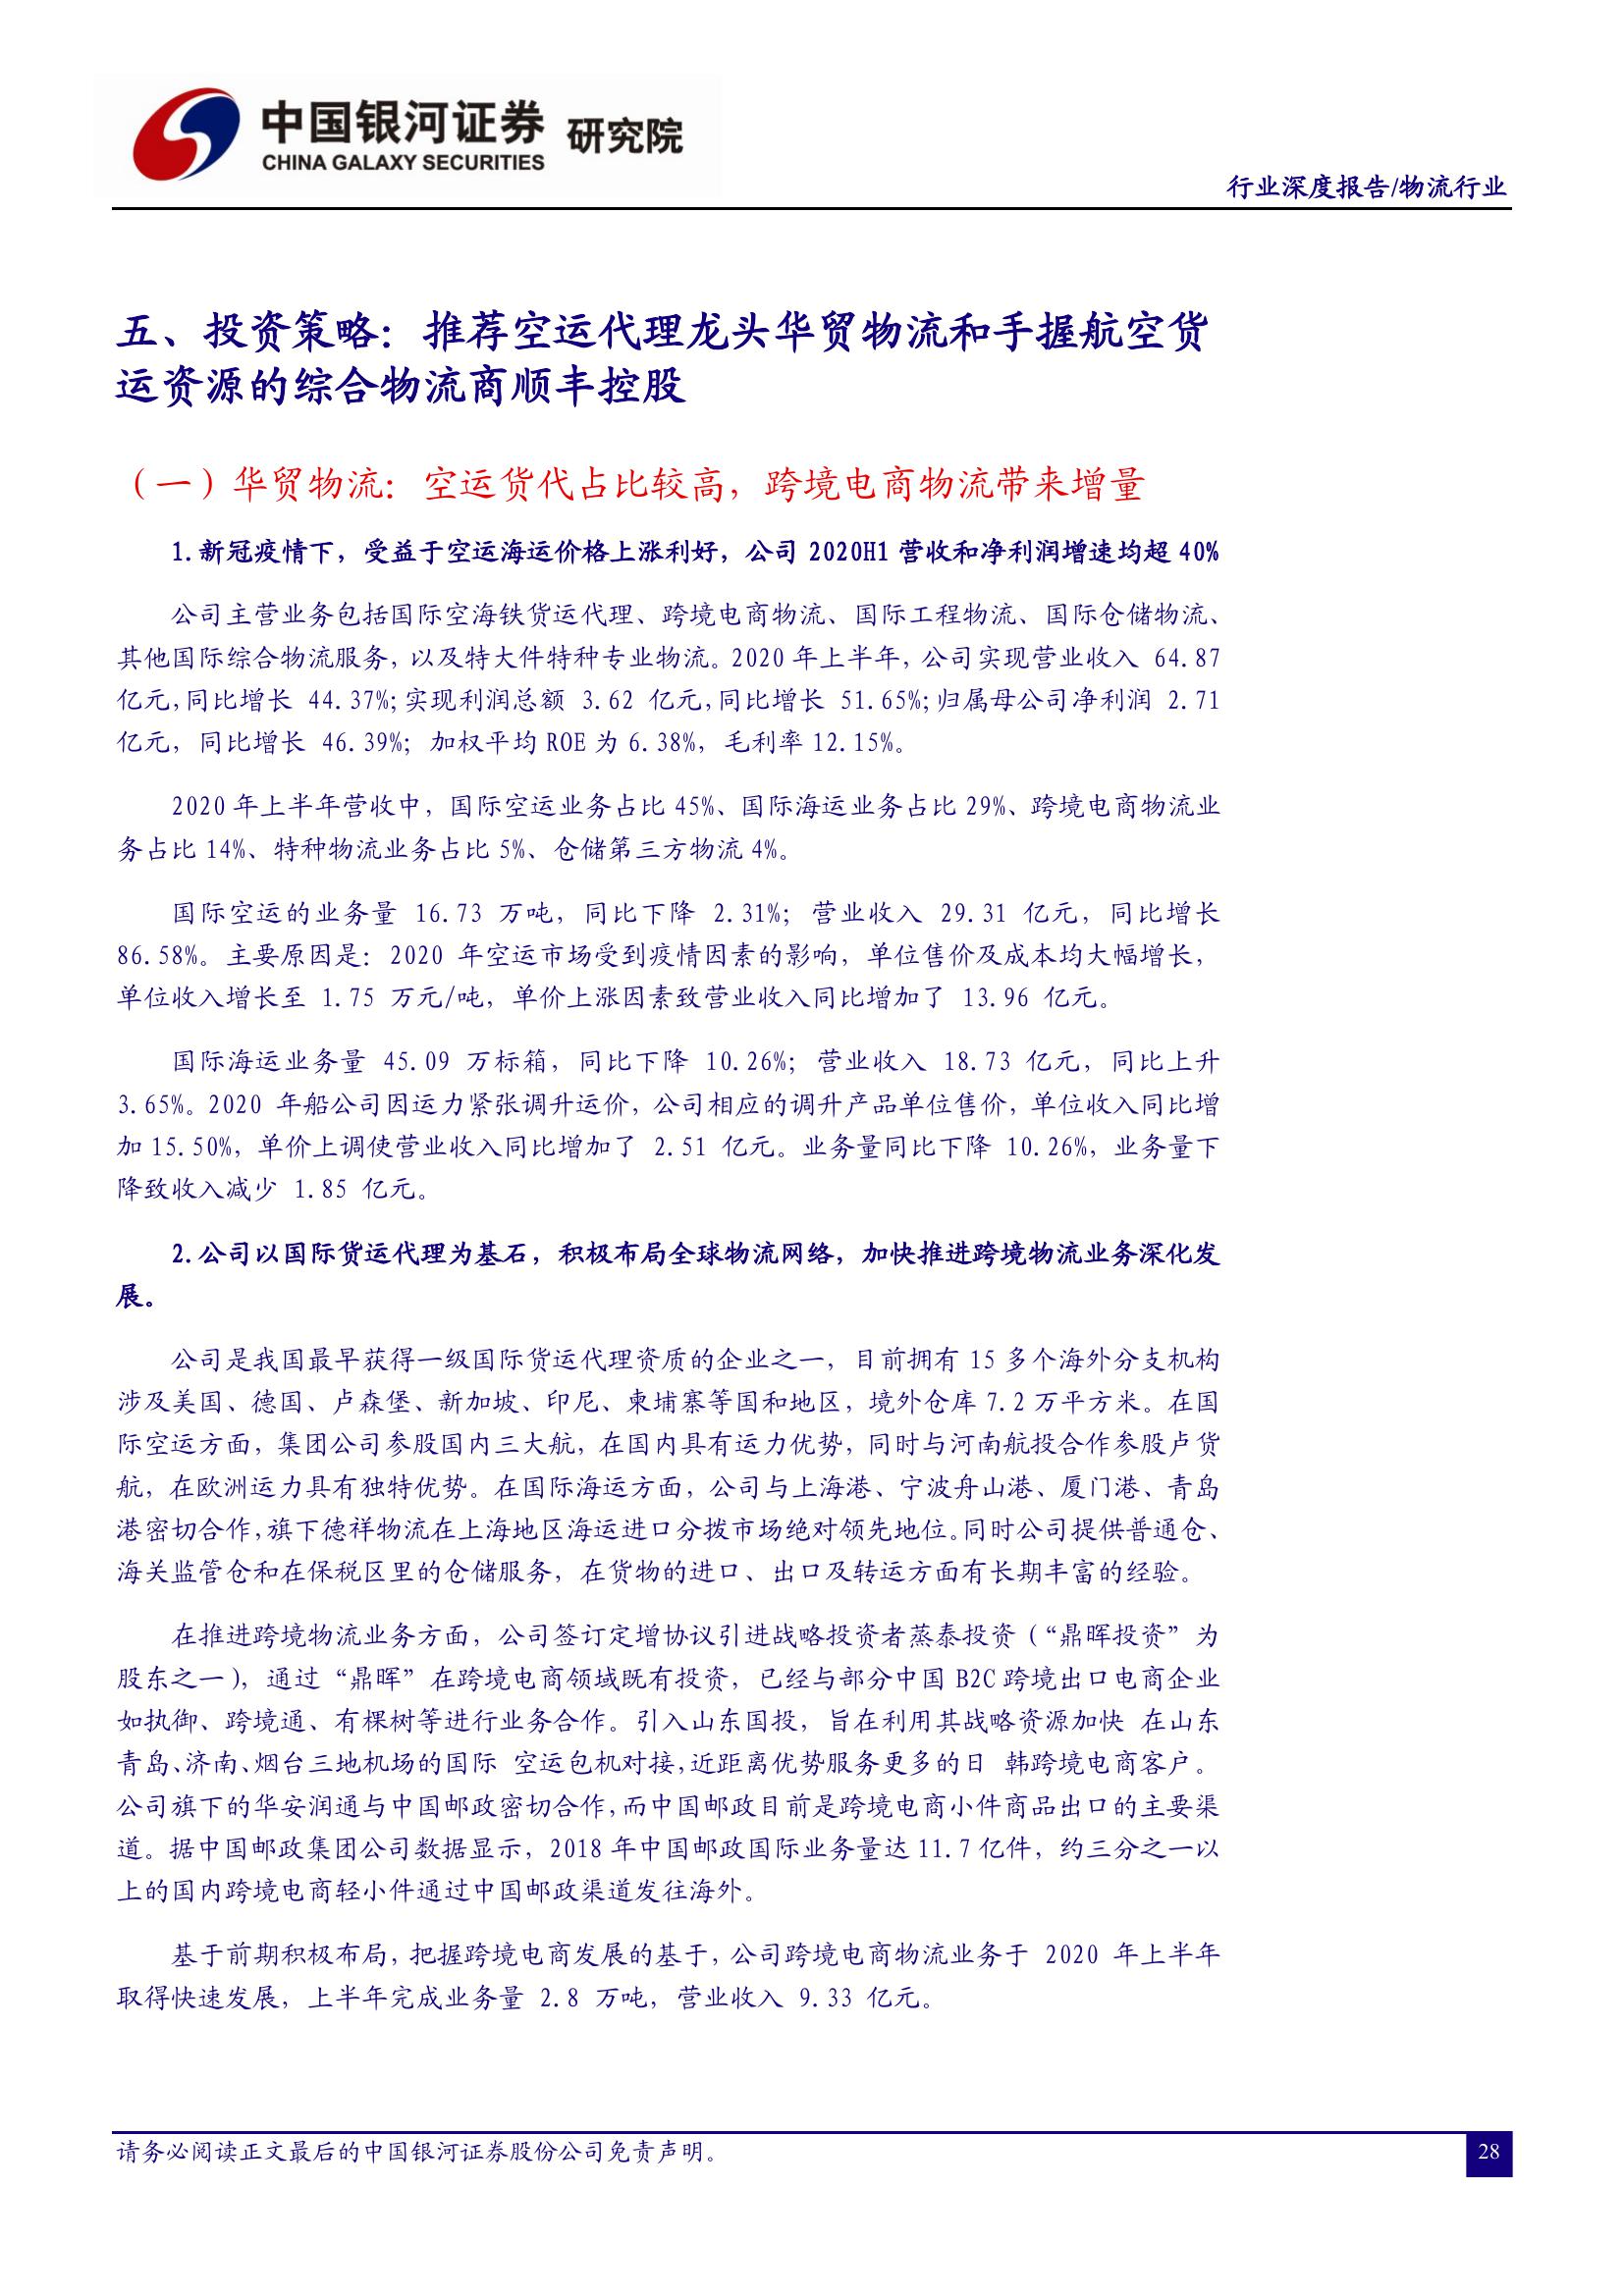 中国银河证券 研究院
CHINA GALAXY SECURITIES
行业深度报告/物流行业
五、投资策略：推荐空运代理龙头华贸物流和手握航空货
运资源的综合物流商顺丰控股
（一）华贸物流：空运货代占比较高，跨境电商物流带来增量
1.新冠疫情下，受益于空运海运价格上涨利好，公司 2020H1 营收和净利润增速均超 40%
公司主营业务包括国际空海铁货运代理、跨境电商物流、国际工程物流、国际仓储物流、
其他国际综合物流服务，以及特大件特种专业物流。2020 年上半年，公司实现营业收入 64.87
亿元，同比增长 44.37%；实现利润总额 3.62 亿元，同比增长 51.65%；归属母公司净利润 2.71
亿元，同比增长 46.39%；加权平均 ROE 为 6.38%，毛利率 12.15%。
2020 年上半年营收中，国际空运业务占比 45%、国际海运业务占比 29%、跨境电商物流业
务占比 14%、特种物流业务占比 5%、仓储第三方物流 4%。
国际空运的业务量 16.73 万吨，同比下降 2.31%；营业收入 29.31 亿元，同比增长
86.58%。主要原因是：2020 年空运市场受到疫情因素的影响，单位售价及成本均大幅增长，
单位收入增长至 1.75 万元/吨，单价上涨因素致营业收入同比增加了 13.96 亿元。
国际海运业务量 45.09 万标箱，同比下降 10.26%；营业收入 18.73 亿元，同比上升
3.65%。2020 年船公司因运力紧张调升运价，公司相应的调升产品单位售价，单位收入同比增
加 15.50%，单价上调使营业收入同比增加了 2.51 亿元。业务量同比下降 10.26%，业务量下
降致收入减少 1.85 亿元。
2.公司以国际货运代理为基石，积极布局全球物流网络，加快推进跨境物流业务深化发
展。
公司是我国最早获得一级国际货运代理资质的企业之一，目前拥有 15 多个海外分支机构
涉及美国、德国、卢森堡、新加坡、印尼、柬埔寨等国和地区，境外仓库 7.2 万平方米。在国
际空运方面，集团公司参股国内三大航，在国内具有运力优势，同时与河南航投合作参股卢货
航，在欧洲运力具有独特优势。在国际海运方面，公司与上海港、宁波舟山港、厦门港、青岛
港密切合作，旗下德祥物流在上海地区海运进口分拨市场绝对领先地位。同时公司提供普通仓、
海关监管仓和在保税区里的仓储服务，在货物的进口、出口及转运方面有长期丰富的经验。
在推进跨境物流业务方面，公司签订定增协议引进战略投资者蒸泰投资（“鼎晖投资”为
股东之一），通过“鼎晖”在跨境电商领域既有投资，已经与部分中国 B2C 跨境出口电商企业
如执御、跨境通、有棵树等进行业务合作。引入山东国投，旨在利用其战略资源加快 在山东
青岛、济南、烟台三地机场的国际 空运包机对接，近距离优势服务更多的日 韩跨境电商客户。
公司旗下的华安润通与中国邮政密切合作，而中国邮政目前是跨境电商小件商品出口的主要渠
道。据中国邮政集团公司数据显示，2018 年中国邮政国际业务量达 11.7 亿件，约三分之一以
上的国内跨境电商轻小件通过中国邮政渠道发往海外。
基于前期积极布局，把握跨境电商发展的基于，公司跨境电商物流业务于 2020 年上半年
取得快速发展，上半年完成业务量 2.8 万吨，营业收入 9.33 亿元。
请务必阅读正文最后的中国银河证券股份公司免责声明。
28